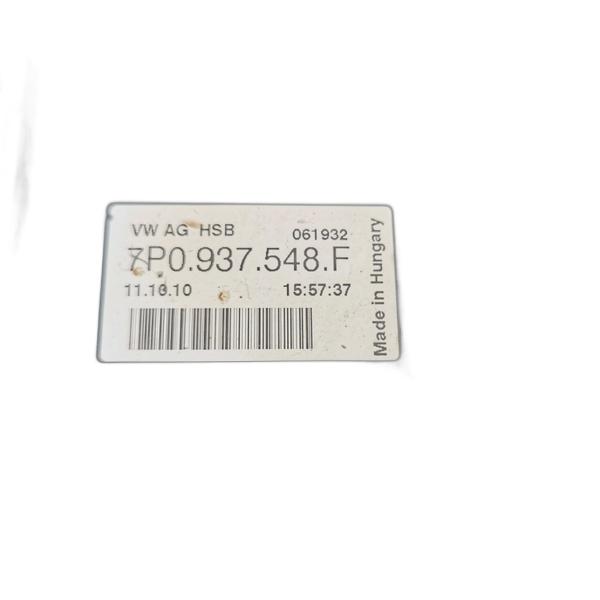 VW AG HSB 061932
7P0.937.548.F
11.10.10 15:57:37
Made in Hungary